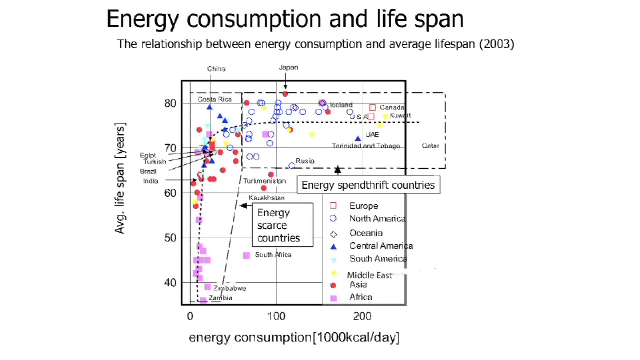 Energy consumption and life span
The relationship between energy consumption and average lifespan (2003)
China
Japan
80
Costa Rica
Iceland
Canada
U.S.A
Kuwait
UAE
Trinidad and Tabago
Qatar
70
Egipt
Turkish
Brazil
India
Russia
Turkmenistan
Energy spendthrift countries
60
Kazakhstan
Energy
scarce
countries
Europe
North America
Oceania
Central America
South America
Middle East
Asia
Africa
50
South Africa
40
Zimbabwe
Zambia
Avg. life span [years]
0
100
200
energy consumption[1000kcal/day]